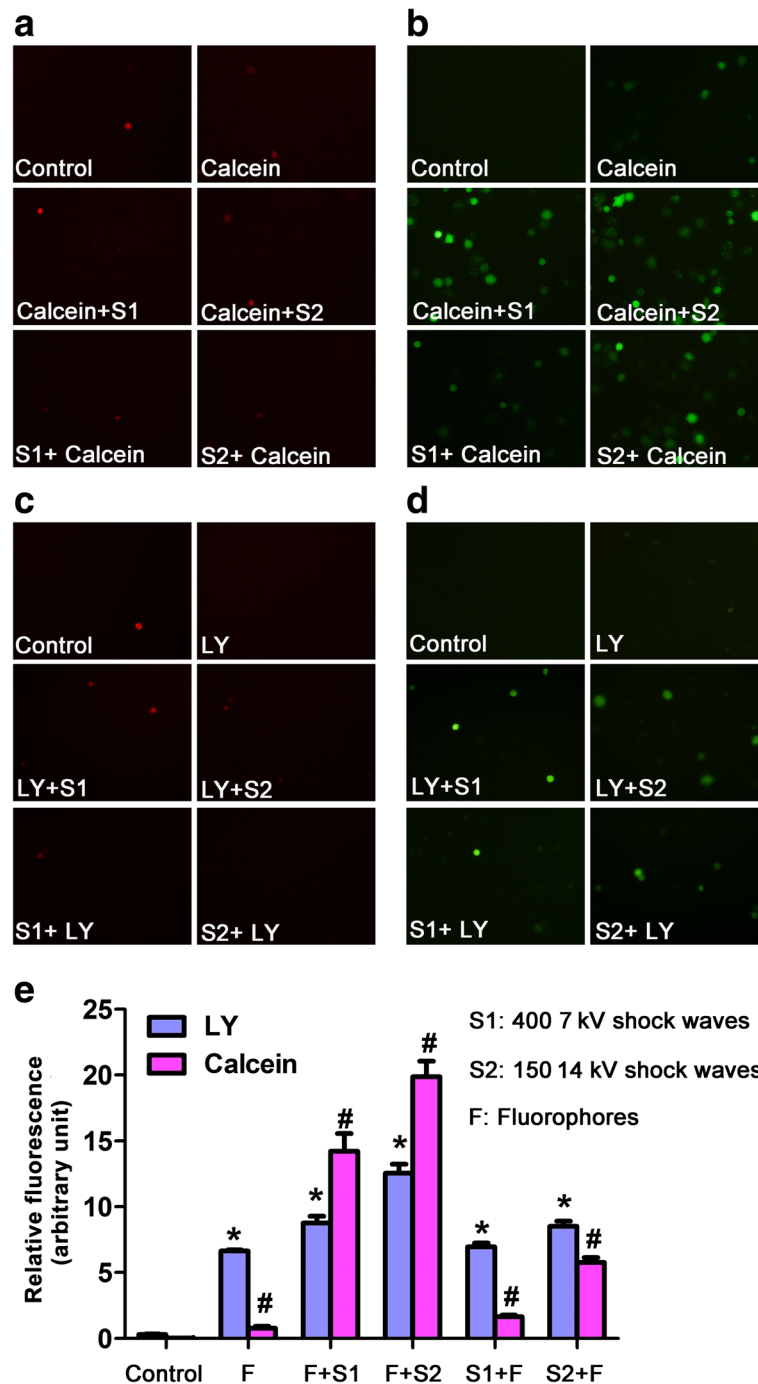 a
Control
Calcein
Calcein+S1
Calcein+S2
S1+ Calcein
S2+ Calcein
b
Control
Calcein
Calcein+S1
Calcein+S2
S1+ Calcein
S2+ Calcein
c
Control
LY
LY+S1
LY+S2
S1+ LY
S2+ LY
d
Control
LY
LY+S1
LY+S2
S1+ LY
S2+ LY
e
Relative fluorescence
(arbitrary unit)
25
20
15
10
5
0
LY
Calcein
S1: 400 7 kV shock waves
S2: 150 14 kV shock waves
F: Fluorophores
*
#
*
#
*
#
*
#
*
#
Control
F
F+S1
F+S2
S1+F
S2+F